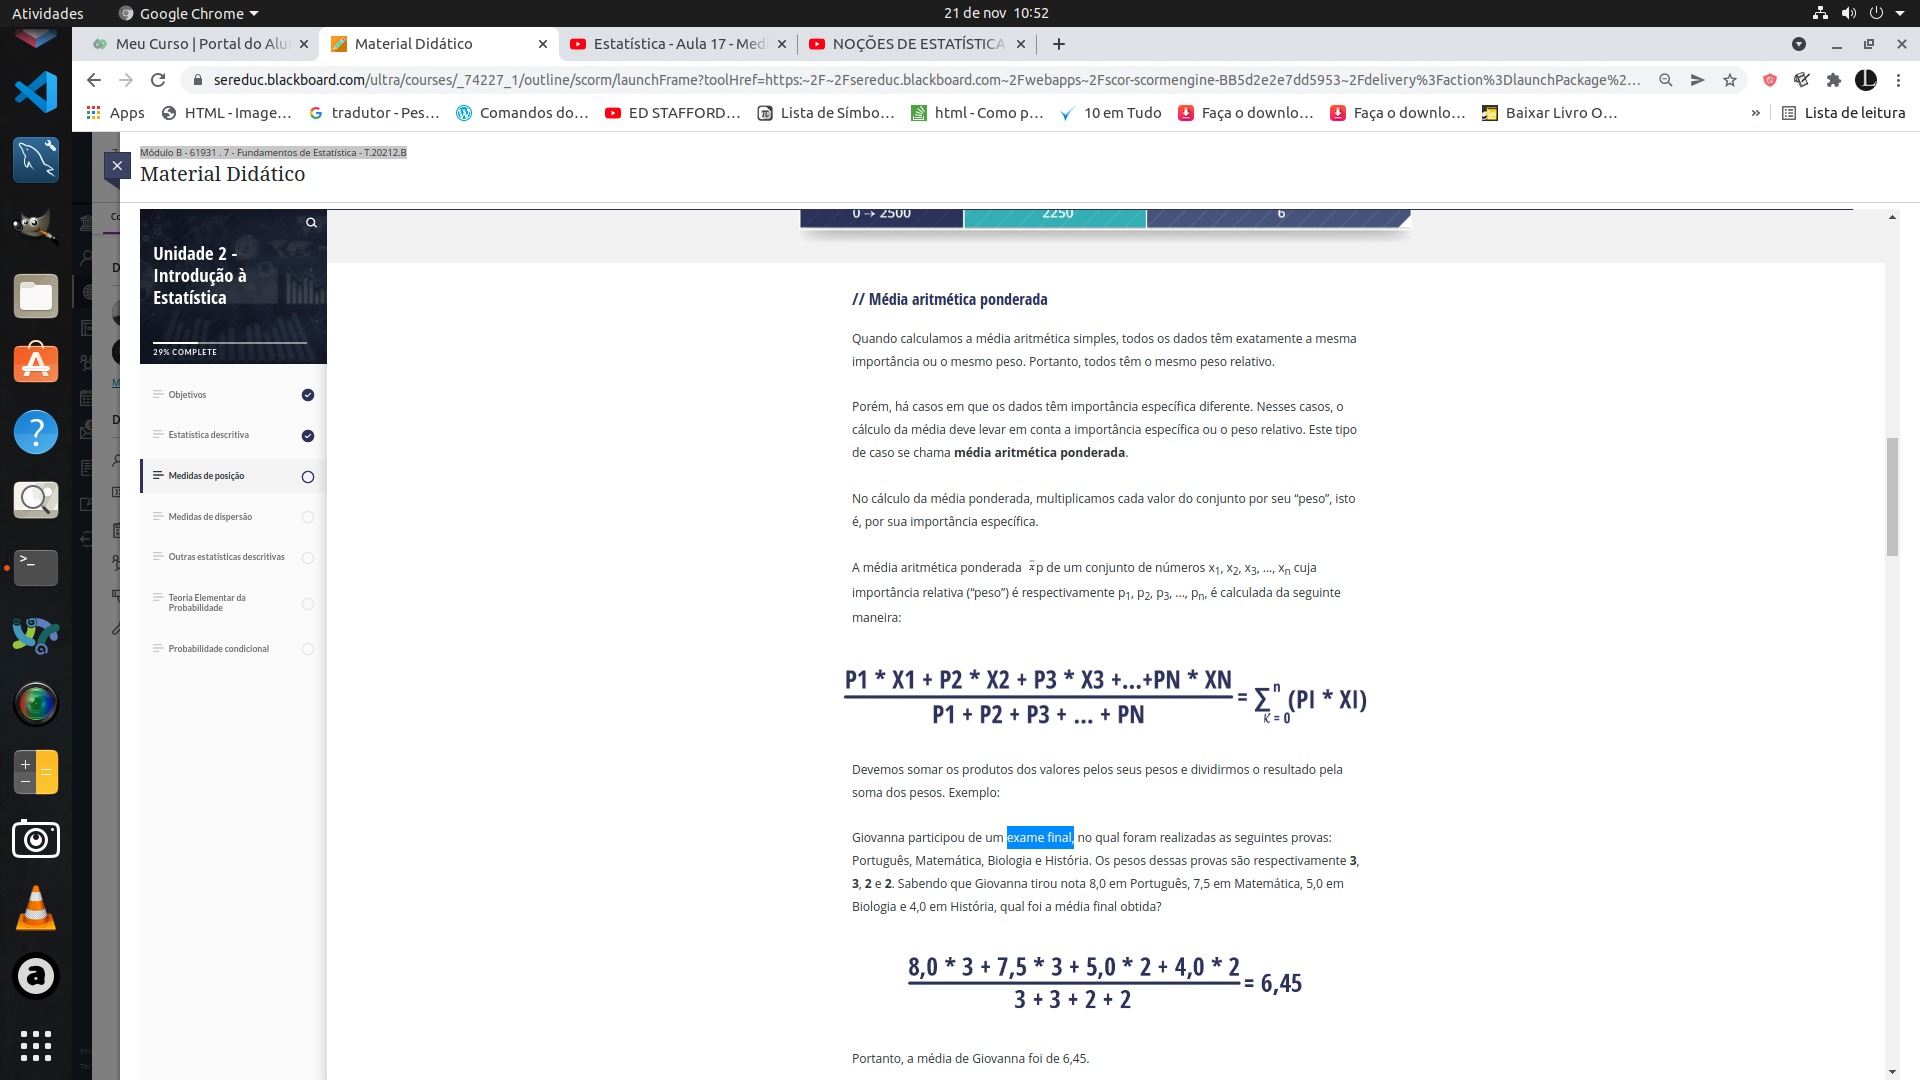 Atividades
Google Chrome
21 de nov 10:52
Meu Curso | Portal do Alu
Material Didático
Estatística - Aula 17 - Med
NOÇÕES DE ESTATÍSTICA
sereduc.blackboard.com/ultra/courses/_74227_1/outline/scorm/launchFrame?toolHref=https:~2F~2Fsereduc.blackboard.com~2Fwebapps~2Fscor-scormengine-BB5d2e2e7dd5953~2Fdelivery%3Faction%3DlaunchPackage%2...
Apps
HTML - Image...
tradutor - Pes...
Comandos do...
ED STAFFORD...
Lista de Símbo...
html - Como p...
10 em Tudo
Faça o downlo...
Faça o downlo...
Baixar Livro O...
»
Lista de leitura
Módulo B - 61931 . 7 - Fundamentos de Estatística - T.20212.B
Material Didático
Unidade 2 -
Introdução à
Estatística
29% COMPLETE
Objetivos
Estatística descritiva
Medidas de posição
Medidas de dispersão
Outras estatísticas descritivas
Teoria Elementar da
Probabilidade
Probabilidade condicional
0 → 2500 2250 6
// Média aritmética ponderada
Quando calculamos a média aritmética simples, todos os dados têm exatamente a mesma
importância ou o mesmo peso. Portanto, todos têm o mesmo peso relativo.
Porém, há casos em que os dados têm importância específica diferente. Nesses casos, o
cálculo da média deve levar em conta a importância específica ou o peso relativo. Este tipo
de caso se chama média aritmética ponderada.
No cálculo da média ponderada, multiplicamos cada valor do conjunto por seu “peso”, isto
é, por sua importância específica.
A média aritmética ponderada x̄p de um conjunto de números x1, x2, x3, ..., xn cuja
importância relativa (“peso”) é respectivamente p1, p2, p3, ..., pn, é calculada da seguinte
maneira:
P1 * X1 + P2 * X2 + P3 * X3 +...+PN * XN
P1 + P2 + P3 + ... + PN
= ∑ n K = 0 (PI * XI)
Devemos somar os produtos dos valores pelos seus pesos e dividirmos o resultado pela
soma dos pesos. Exemplo:
Giovanna participou de um exame final, no qual foram realizadas as seguintes provas:
Português, Matemática, Biologia e História. Os pesos dessas provas são respectivamente 3,
3, 2 e 2. Sabendo que Giovanna tirou nota 8,0 em Português, 7,5 em Matemática, 5,0 em
Biologia e 4,0 em História, qual foi a média final obtida?
8,0 * 3 + 7,5 * 3 + 5,0 * 2 + 4,0 * 2
3 + 3 + 2 + 2
= 6,45
Portanto, a média de Giovanna foi de 6,45.